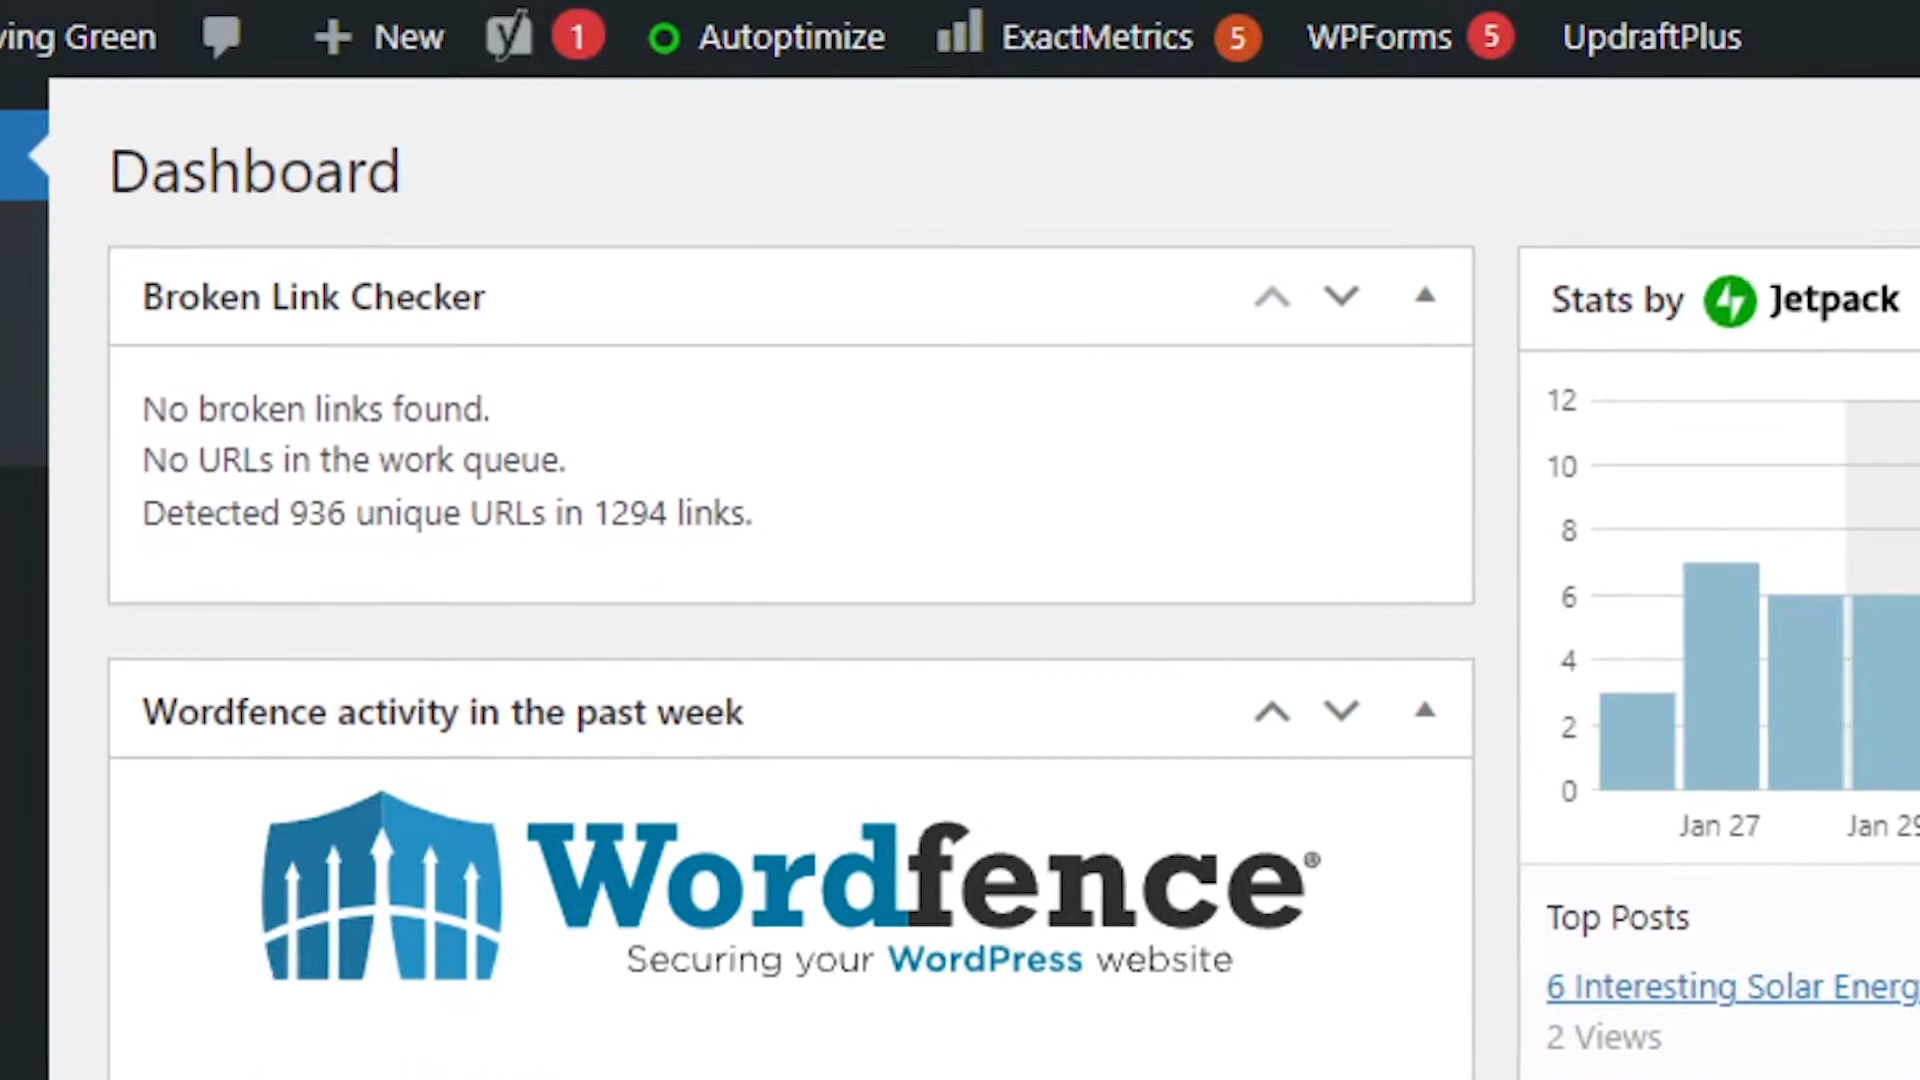 ving Green New 1 Autoptimize ExactMetrics 5 WPForms 5 UpdraftPlus
Dashboard
Broken Link Checker
No broken links found.
No URLs in the work queue.
Detected 936 unique URLs in 1294 links.
Wordfence activity in the past week
Wordfence®
Securing your WordPress website
Stats by Jetpack
12
10
8
6
4
2
0
Jan 27 Jan 29
Top Posts
6 Interesting Solar Energ
2 Views